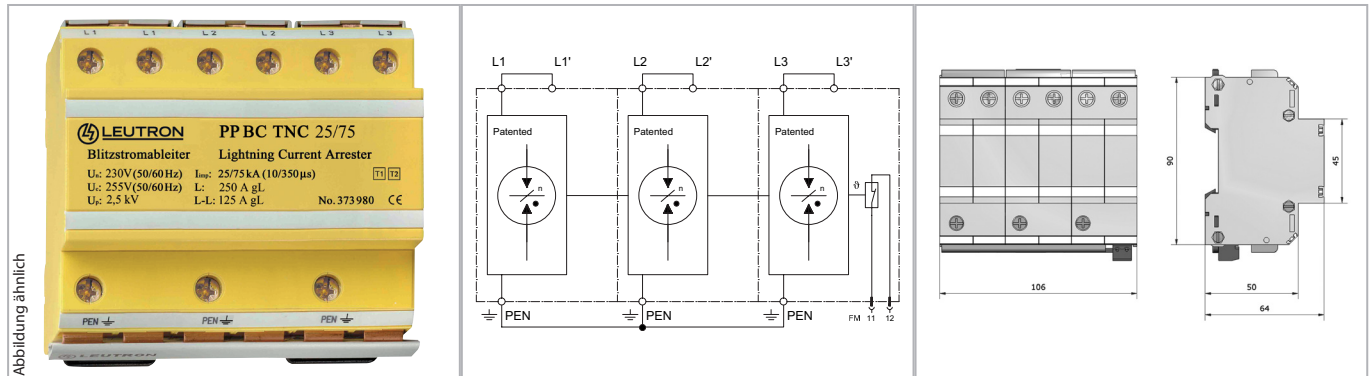 L1 L1 L2 L2 L3 L3
LEUTRON PP BC TNC 25/75
Blitzstromableiter Lightning Current Arrester
Un: 230V(50/60Hz) Iimp: 25/75kA (10/350µs) T1 T2
Uc: 255V(50/60Hz) L: 250 A gL
UP: 2,5 kV L-L: 125 A gL No. 373980 CE
PEN PEN PEN
LEUTRON
Abbildung ähnlich
L1 L1' L2 L2' L3 L3'
Patented Patented Patented
n n n ϑ
PEN PEN PEN FM 11 12
90 45
106 50
64